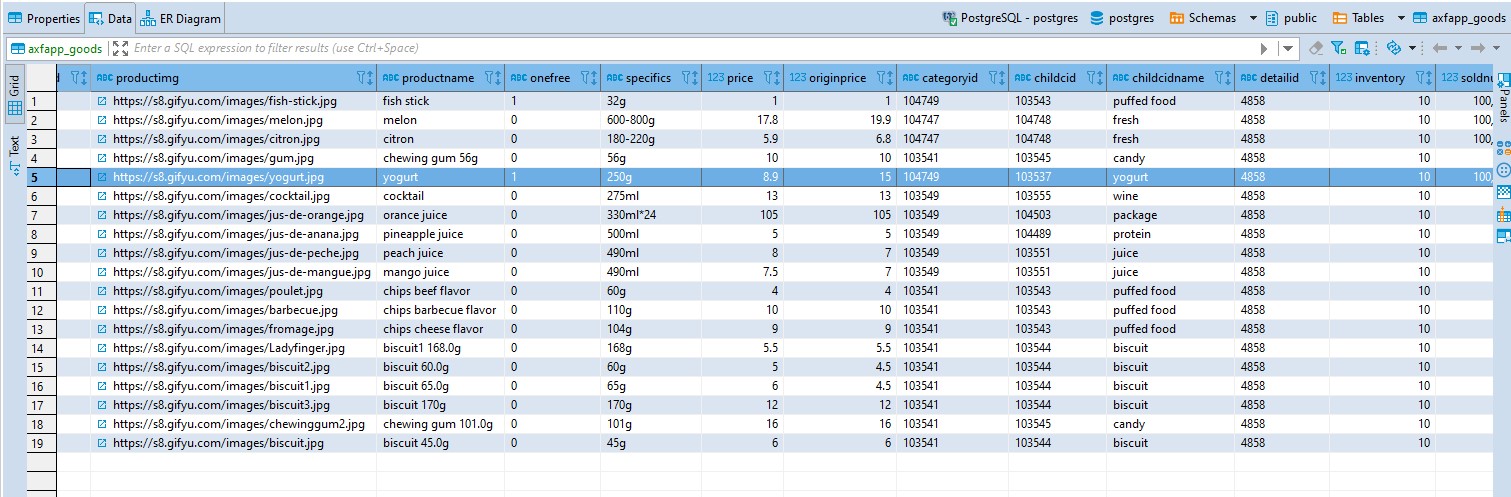 Properties Data ER Diagram PostgreSQL - postgres postgres Schemas public Tables axfapp_goods
axfapp_goods Enter a SQL expression to filter results (use Ctrl+Space)
Grid
Text
Panels
d ABC productimg ABC productname ABC onefree ABC specifics 123 price 123 originprice ABC categoryid ABC childcid ABC childcidname ABC detailid 123 inventory 123 soldnu
1 https://s8.gifyu.com/images/fish-stick.jpg fish stick 1 32g 1 1 104749 103543 puffed food 4858 10 100,
2 https://s8.gifyu.com/images/melon.jpg melon 0 600-800g 17.8 19.9 104747 104748 fresh 4858 10 100,
3 https://s8.gifyu.com/images/citron.jpg citron 0 180-220g 5.9 6.8 104747 104748 fresh 4858 10 100,
4 https://s8.gifyu.com/images/gum.jpg chewing gum 56g 0 56g 10 10 103541 103545 candy 4858 10
5 https://s8.gifyu.com/images/yogurt.jpg yogurt 1 250g 8.9 15 104749 103537 yogurt 4858 10 100,
6 https://s8.gifyu.com/images/cocktail.jpg cocktail 0 275ml 13 13 103549 103555 wine 4858 10
7 https://s8.gifyu.com/images/jus-de-orange.jpg orange juice 0 330ml*24 105 105 103549 104503 package 4858 10
8 https://s8.gifyu.com/images/jus-de-anana.jpg pineapple juice 0 500ml 5 5 103549 104489 protein 4858 10
9 https://s8.gifyu.com/images/jus-de-peche.jpg peach juice 0 490ml 8 7 103549 103551 juice 4858 10
10 https://s8.gifyu.com/images/jus-de-mangue.jpg mango juice 0 490ml 7.5 7 103549 103551 juice 4858 10
11 https://s8.gifyu.com/images/poulet.jpg chips beef flavor 0 60g 4 4 103541 103543 puffed food 4858 10
12 https://s8.gifyu.com/images/barbecue.jpg chips barbecue flavor 0 110g 10 10 103541 103543 puffed food 4858 10
13 https://s8.gifyu.com/images/fromage.jpg chips cheese flavor 0 104g 9 9 103541 103543 puffed food 4858 10
14 https://s8.gifyu.com/images/Ladyfinger.jpg biscuit1 168.0g 0 168g 5.5 5.5 103541 103544 biscuit 4858 10
15 https://s8.gifyu.com/images/biscuit2.jpg biscuit 60.0g 0 60g 5 4.5 103541 103544 biscuit 4858 10
16 https://s8.gifyu.com/images/biscuit1.jpg biscuit 65.0g 0 65g 6 4.5 103541 103544 biscuit 4858 10
17 https://s8.gifyu.com/images/biscuit3.jpg biscuit 170g 0 170g 12 12 103541 103544 biscuit 4858 10
18 https://s8.gifyu.com/images/chewinggum2.jpg chewing gum 101.0g 0 101g 16 16 103541 103545 candy 4858 10
19 https://s8.gifyu.com/images/biscuit.jpg biscuit 45.0g 0 45g 6 6 103541 103544 biscuit 4858 10